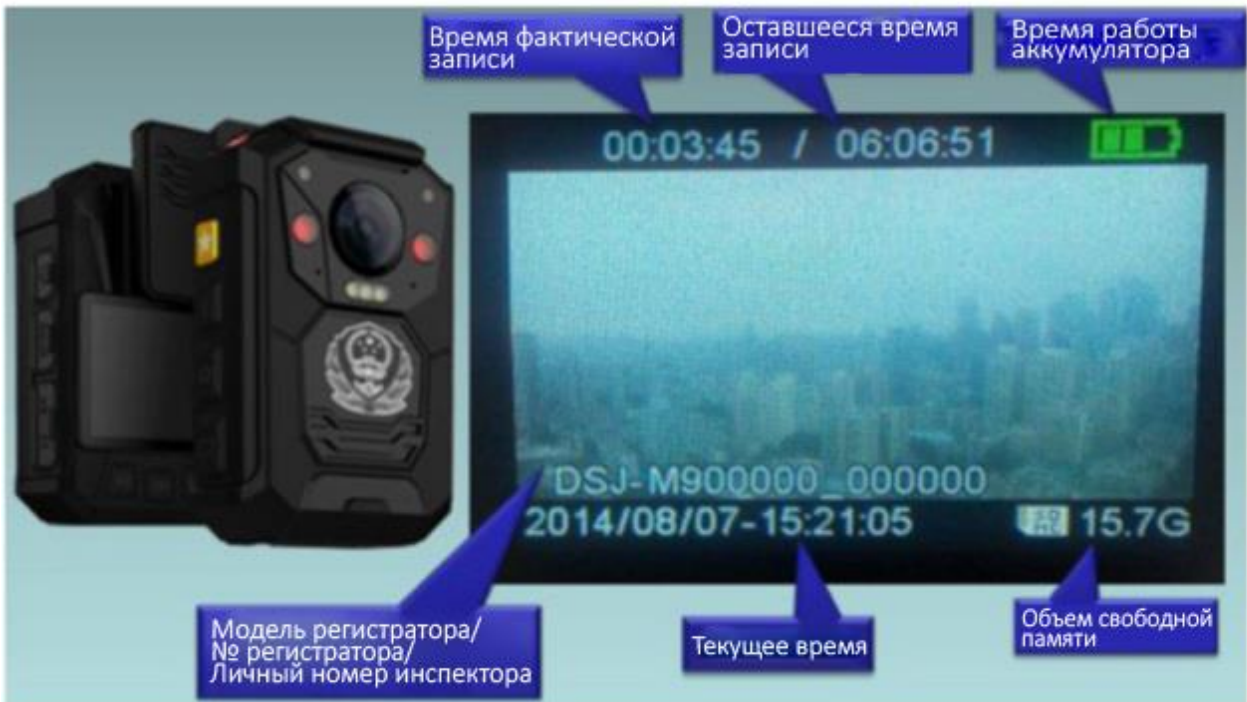 Время фактической
записи
Оставшееся время
записи
Время работы
аккумулятора
00:03:45 / 06:06:51
DSJ-M900000_000000
2014/08/07-15:21:05
15.7G
Модель регистратора/
№ регистратора/
Личный номер инспектора
Текущее время
Объем свободной
памяти